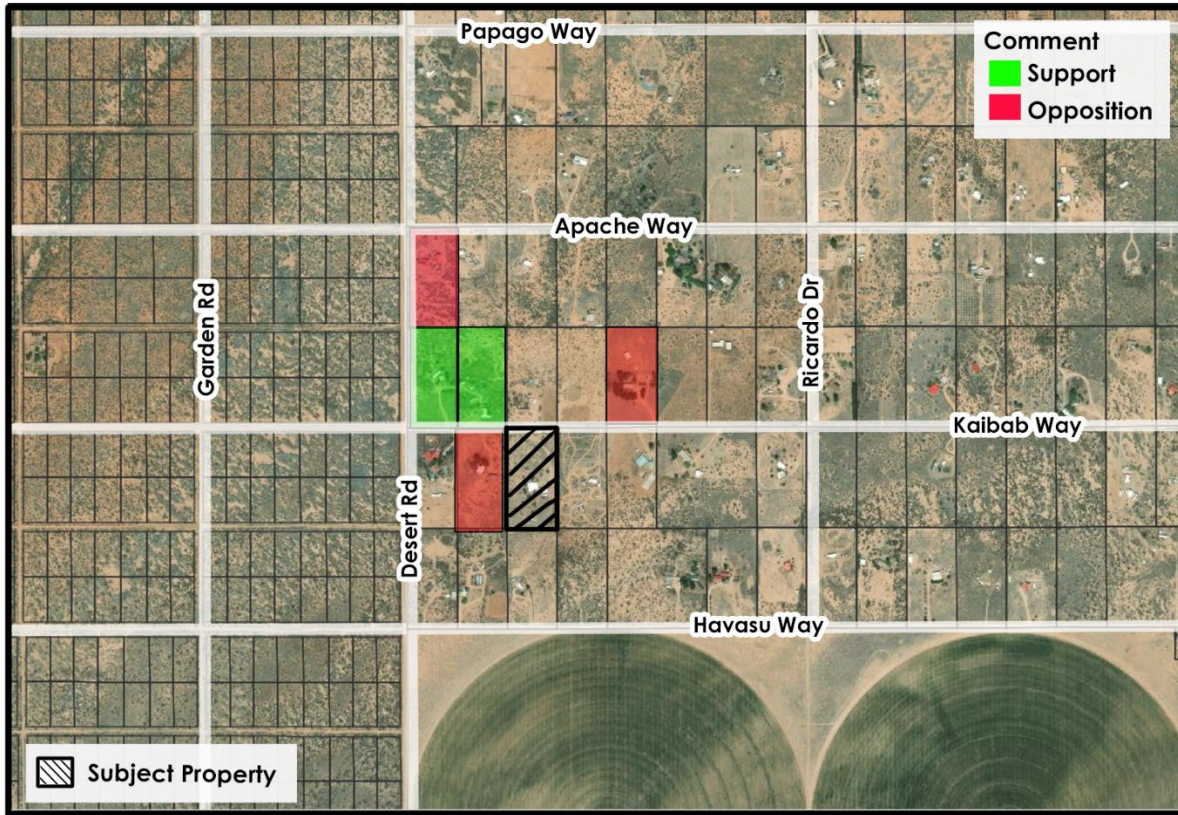 Papago Way
Comment
Support
Opposition
Apache Way
Garden Rd
Ricardo Dr
Kaibab Way
Desert Rd
Havasu Way
Subject Property